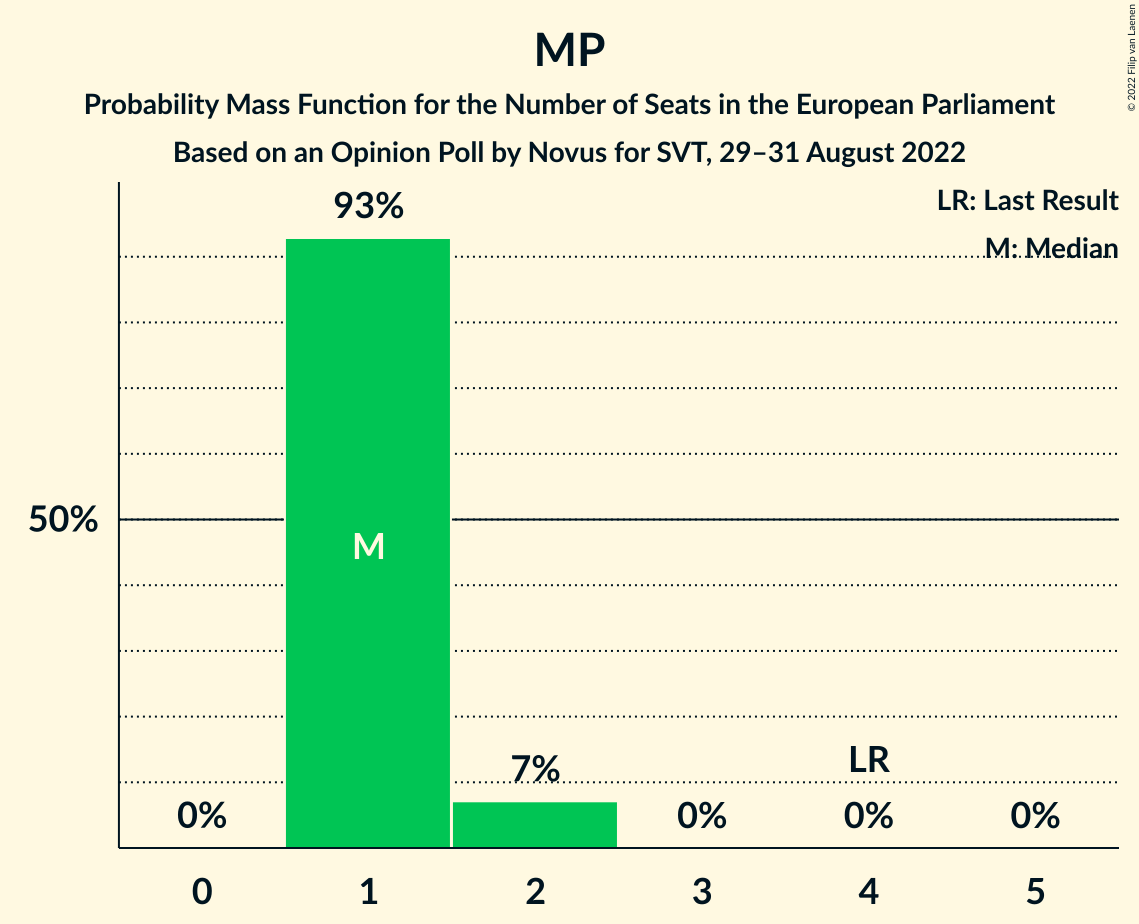 MP
Probability Mass Function for the Number of Seats in the European Parliament
Based on an Opinion Poll by Novus for SVT, 29–31 August 2022
© 2022 Filip van Laenen
LR: Last Result
M: Median
93%
50%
M
7%
LR
0%
0%
0%
0%
0
1
2
3
4
5